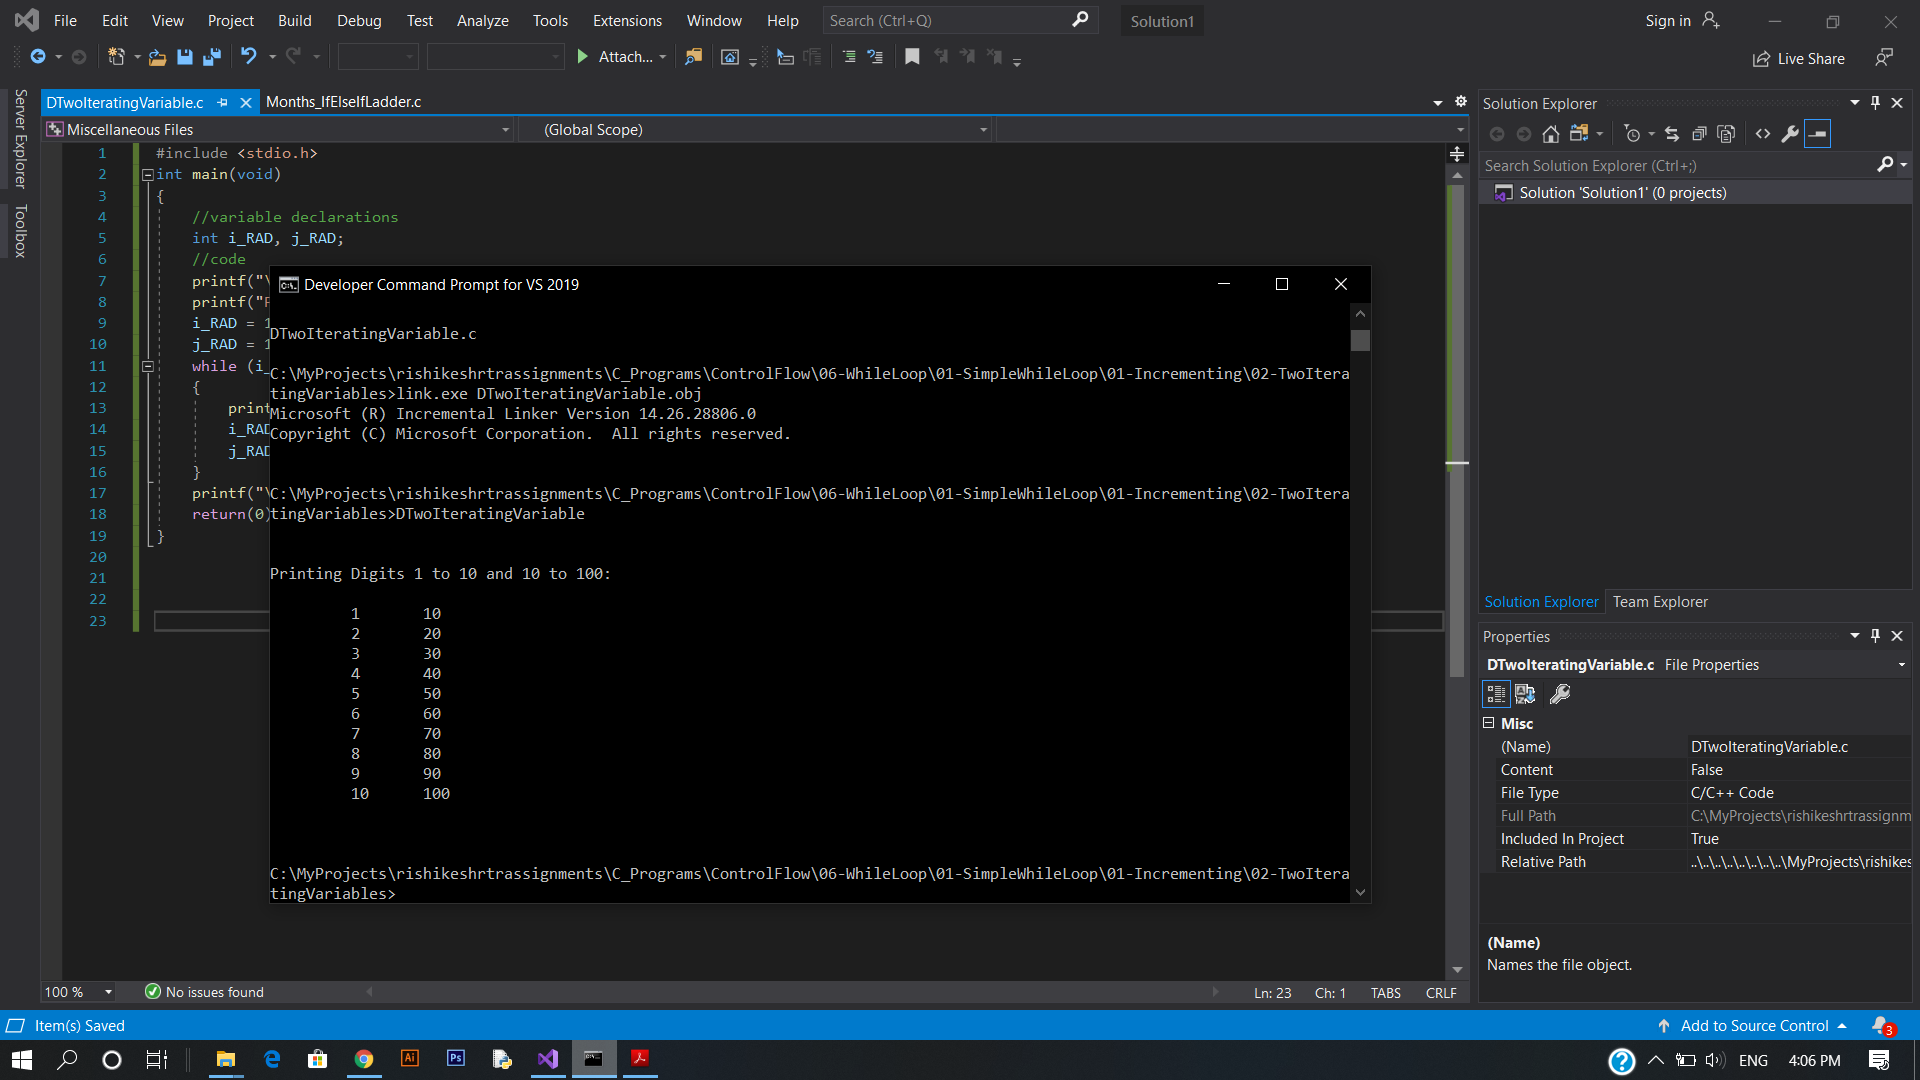 File Edit View Project Build Debug Test Analyze Tools Extensions Window Help Search (Ctrl+Q) Solution1 Sign in
Attach... Live Share
Server Explorer
Toolbox
DTwoIteratingVariable.c Months_IfElseIfLadder.c
Miscellaneous Files (Global Scope)
1 #include <stdio.h>
2 int main(void)
3 {
4 //variable declarations
5 int i_RAD, j_RAD;
6 //code
7 printf("\
8 printf("P
9 i_RAD = 1
10 j_RAD = 1
11 while (i_
12 {
13 print
14 i_RAD
15 j_RAD
16 }
17 printf("\
18 return(0)
19 }
20
21
22
23
Developer Command Prompt for VS 2019
DTwoIteratingVariable.c
C:\MyProjects\rishikeshrtrassignments\C_Programs\ControlFlow\06-WhileLoop\01-SimpleWhileLoop\01-Incrementing\02-TwoItera
tingVariables>link.exe DTwoIteratingVariable.obj
Microsoft (R) Incremental Linker Version 14.26.28806.0
Copyright (C) Microsoft Corporation.  All rights reserved.
C:\MyProjects\rishikeshrtrassignments\C_Programs\ControlFlow\06-WhileLoop\01-SimpleWhileLoop\01-Incrementing\02-TwoItera
tingVariables>DTwoIteratingVariable
Printing Digits 1 to 10 and 10 to 100:
1 10
2 20
3 30
4 40
5 50
6 60
7 70
8 80
9 90
10 100
C:\MyProjects\rishikeshrtrassignments\C_Programs\ControlFlow\06-WhileLoop\01-SimpleWhileLoop\01-Incrementing\02-TwoItera
tingVariables>
100 % No issues found Ln: 23 Ch: 1 TABS CRLF
Solution Explorer
Search Solution Explorer (Ctrl+;)
Solution 'Solution1' (0 projects)
Solution Explorer Team Explorer
Properties
DTwoIteratingVariable.c File Properties
Misc
(Name) DTwoIteratingVariable.c
Content False
File Type C/C++ Code
Full Path C:\MyProjects\rishikeshrtrassignm
Included In Project True
Relative Path ..\..\..\..\..\..\..\..\MyProjects\rishikes
(Name)
Names the file object.
Item(s) Saved Add to Source Control 3
Ai Ps ENG 4:06 PM